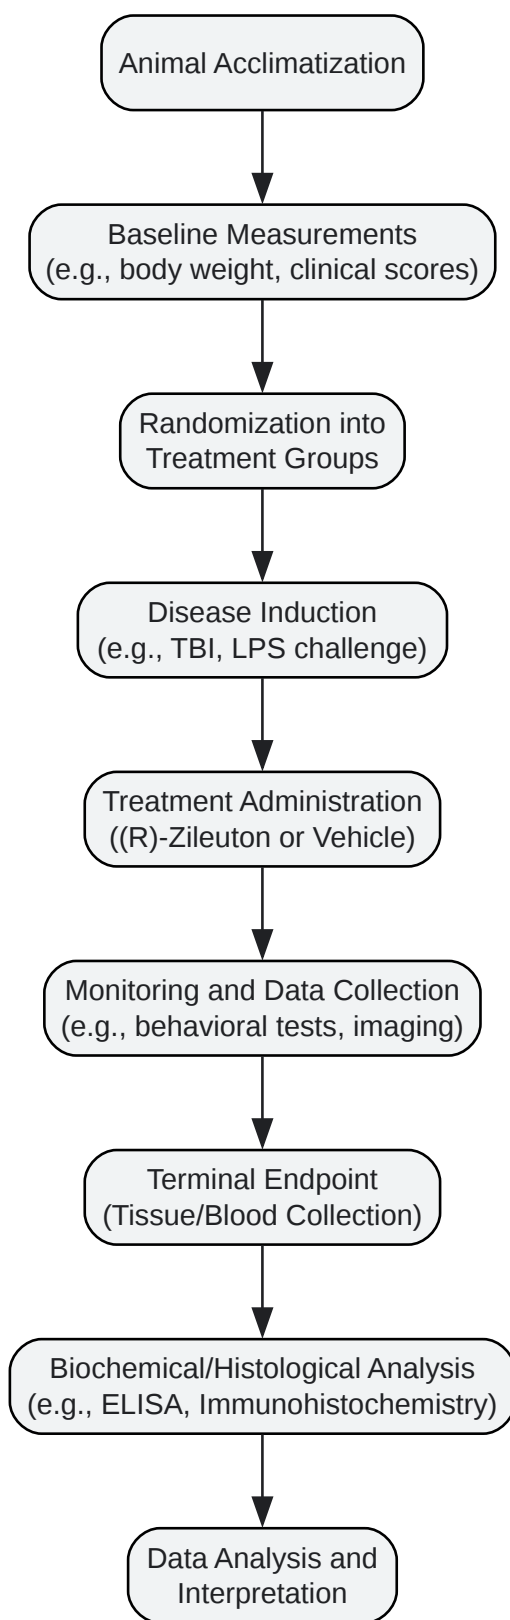 Animal Acclimatization
Baseline Measurements
(e.g., body weight, clinical scores)
Randomization into
Treatment Groups
Disease Induction
(e.g., TBI, LPS challenge)
Treatment Administration
((R)-Zileuton or Vehicle)
Monitoring and Data Collection
(e.g., behavioral tests, imaging)
Terminal Endpoint
(Tissue/Blood Collection)
Biochemical/Histological Analysis
(e.g., ELISA, Immunohistochemistry)
Data Analysis and
Interpretation